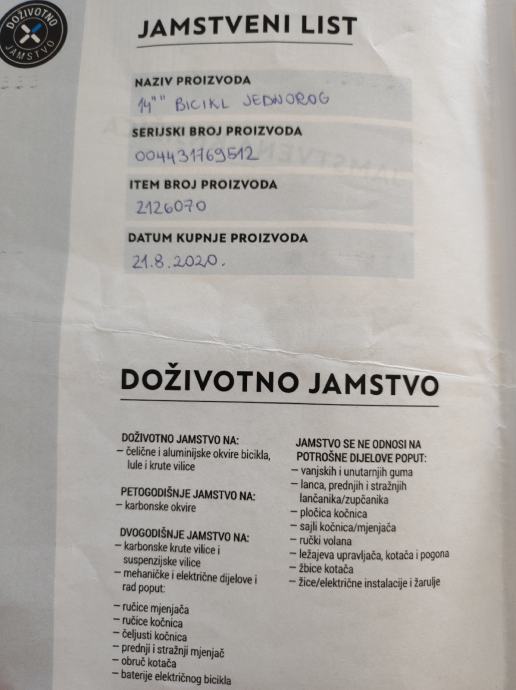 DOŽIVOTNO
JAMSTVO
JAMSTVENI LIST
NAZIV PROIZVODA
14"" BICIKL JEDNOROG
SERIJSKI BROJ PROIZVODA
004431769512
ITEM BROJ PROIZVODA
2126070
DATUM KUPNJE PROIZVODA
21.8.2020.
DOŽIVOTNO JAMSTVO
DOŽIVOTNO JAMSTVO NA:
– čelične i aluminijske okvire bicikla,
lule i krute vilice
PETOGODIŠNJE JAMSTVO NA:
– karbonske okvire
DVOGODIŠNJE JAMSTVO NA:
– karbonske krute vilice i
suspenzijske vilice
– mehaničke i električne dijelove i
rad poput:
– ručice mjenjača
– ručice kočnica
– čeljusti kočnica
– prednji i stražnji mjenjač
– obruč kotača
– baterije električnog bicikla
JAMSTVO SE NE ODNOSI NA
POTROŠNE DIJELOVE POPUT:
– vanjskih i unutarnjih guma
– lanca, prednjih i stražnjih
lančanika/zupčanika
– pločica kočnica
– sajli kočnica/mjenjača
– ručki volana
– ležajeva upravljača, kotača i pogona
– žbice kotača
– žice/električne instalacije i žarulje